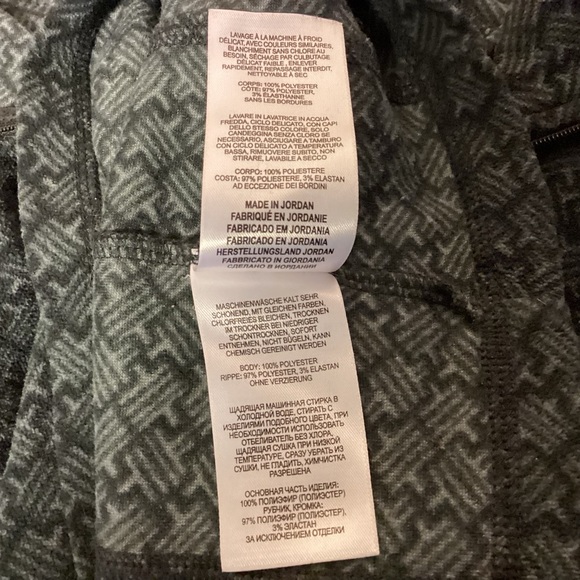 LAVAGE À LA MACHINE À FROID
DÉLICAT, AVEC COULEURS SIMILAIRES,
BLANCHIMENT SANS CHLORE AU
BESOIN, SÉCHAGE PAR CULBUTAGE
DÉLICAT FAIBLE , ENLEVER
RAPIDEMENT, REPASSAGE INTERDIT,
NETTOYABLE À SEC
CORPS: 100% POLYESTER
CÔTE: 97% POLYESTER,
3% ÉLASTHANNE
SANS LES BORDURES
LAVARE IN LAVATRICE IN ACQUA
FREDDA, CICLO DELICATO, CON CAPI
DELLO STESSO COLORE, SOLO
CANDEGGINA SENZA CLORO SE
NECESSARIO, ASCIUGARE A TAMBURO
CON CICLO DELICATO A TEMPERATURA
BASSA, RIMUOVERE SUBITO, NON
STIRARE, LAVABILE A SECCO
CORPO: 100% POLIESTERE
COSTA: 97% POLIESTERE, 3% ELASTAN
AD ECCEZIONE DEI BORDINI
MADE IN JORDAN
FABRIQUÉ EN JORDANIE
FABRICADO EM JORDANIA
FABRICADO EN JORDANIA
HERSTELLUNGSLAND JORDAN
FABBRICATO IN GIORDANIA
СДЕЛАНО В ИОРДАНИИ
MASCHINENWÄSCHE KALT SEHR
SCHONEND, MIT GLEICHEN FARBEN,
CHLORFREIES BLEICHEN, TROCKNEN
IM TROCKNER BEI NIEDRIGER
SCHONTROCKNEN, SOFORT
ENTNEHMEN, NICHT BÜGELN, KANN
CHEMISCH GEREINIGT WERDEN
BODY: 100% POLYESTER
RIPPE: 97% POLYESTER, 3% ELASTAN
OHNE VERZIERUNG
ЩАДЯЩАЯ МАШИННАЯ СТИРКА В
ХОЛОДНОЙ ВОДЕ, СТИРАТЬ С
ИЗДЕЛИЯМИ ПОДОБНОГО ЦВЕТА, ПРИ
НЕОБХОДИМОСТИ ИСПОЛЬЗОВАТЬ
ОТБЕЛИВАТЕЛЬ БЕЗ ХЛОРА,
ЩАДЯЩАЯ СУШКА ПРИ НИЗКОЙ
ТЕМПЕРАТУРЕ, СРАЗУ УБРАТЬ ИЗ
СУШКИ, НЕ ГЛАДИТЬ, ХИМЧИСТКА
РАЗРЕШЕНА
ОСНОВНАЯ ЧАСТЬ ИЗДЕЛИЯ:
100% ПОЛИЭФИР (ПОЛИЭСТЕР)
РУБЧИК, КРОМКА:
97% ПОЛИЭФИР (ПОЛИЭСТЕР),
3% ЭЛАСТАН
ЗА ИСКЛЮЧЕНИЕМ ОТДЕЛКИ